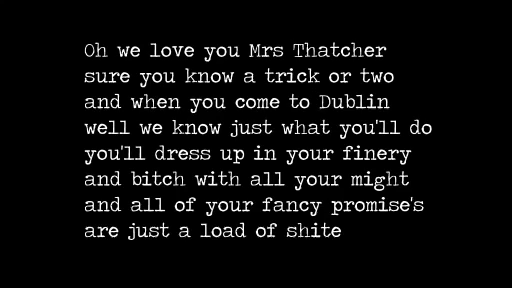 Oh we love you Mrs Thatcher
sure you know a trick or two
and when you come to Dublin
well we know just what you'll do
you'll dress up in your finery
and bitch with all your might
and all of your fancy promise's
are just a load of shite